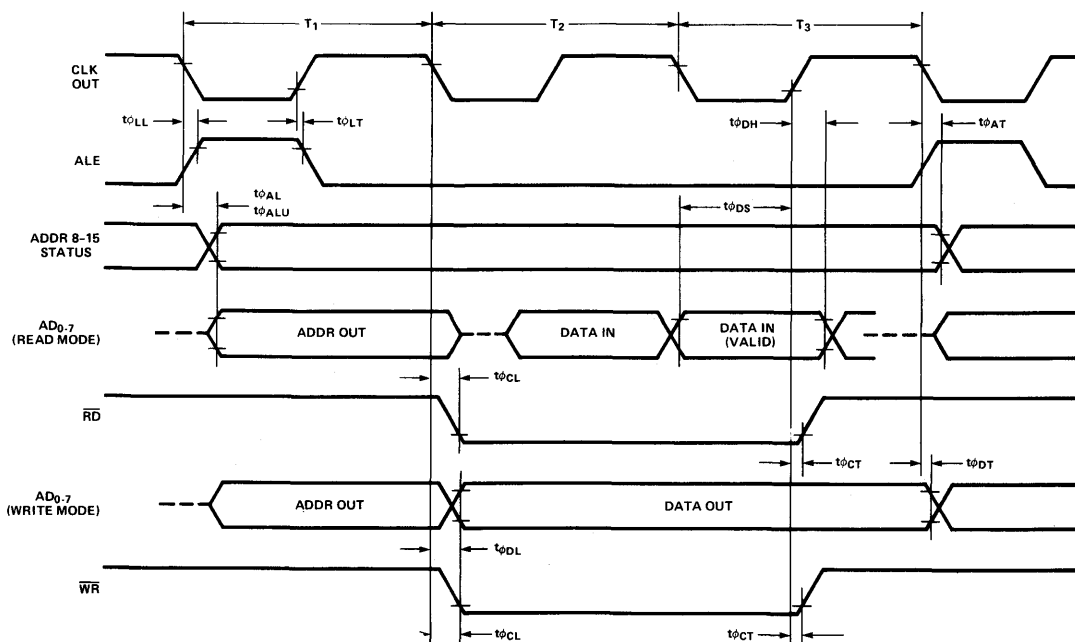 T1 T2 T3
CLK
OUT
tφLL tφLT tφDH tφAT
ALE
tφAL
tφALU
tφDS
ADDR 8–15
STATUS
AD0-7
(READ MODE)
ADDR OUT DATA IN DATA IN
(VALID)
tφCL
RD
tφCT tφDT
AD0-7
(WRITE MODE)
ADDR OUT DATA OUT
tφDL
WR
tφCL tφCT